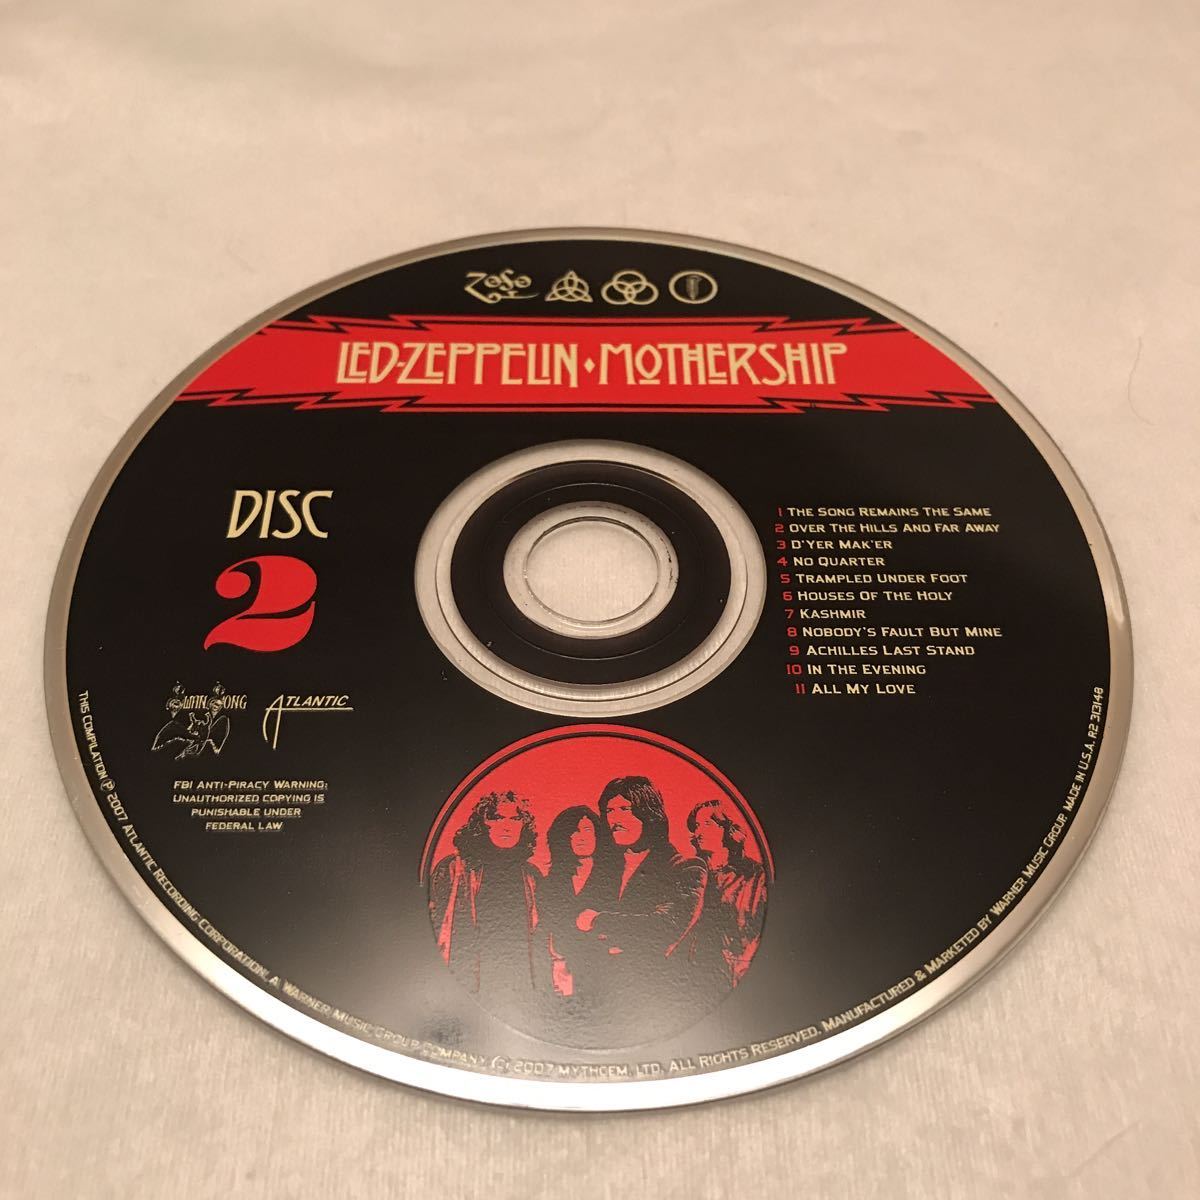 ZoSo
LED-ZEPPELIN · MOTHERSHIP
DISC
2
1 THE SONG REMAINS THE SAME
2 OVER THE HILLS AND FAR AWAY
3 D'YER MAK'ER
4 NO QUARTER
5 TRAMPLED UNDER FOOT
6 HOUSES OF THE HOLY
7 KASHMIR
8 NOBODY'S FAULT BUT MINE
9 ACHILLES LAST STAND
10 IN THE EVENING
11 ALL MY LOVE
SWAN SONG
ATLANTIC
FBI ANTI-PIRACY WARNING:
UNAUTHORIZED COPYING IS
PUNISHABLE UNDER
FEDERAL LAW
THIS COMPILATION ℗ 2007 ATLANTIC RECORDING CORPORATION, A WARNER MUSIC GROUP COMPANY © 2007 MYTHGEM, LTD. ALL RIGHTS RESERVED. MANUFACTURED & MARKETED BY WARNER MUSIC GROUP. MADE IN U.S.A. R2 313148